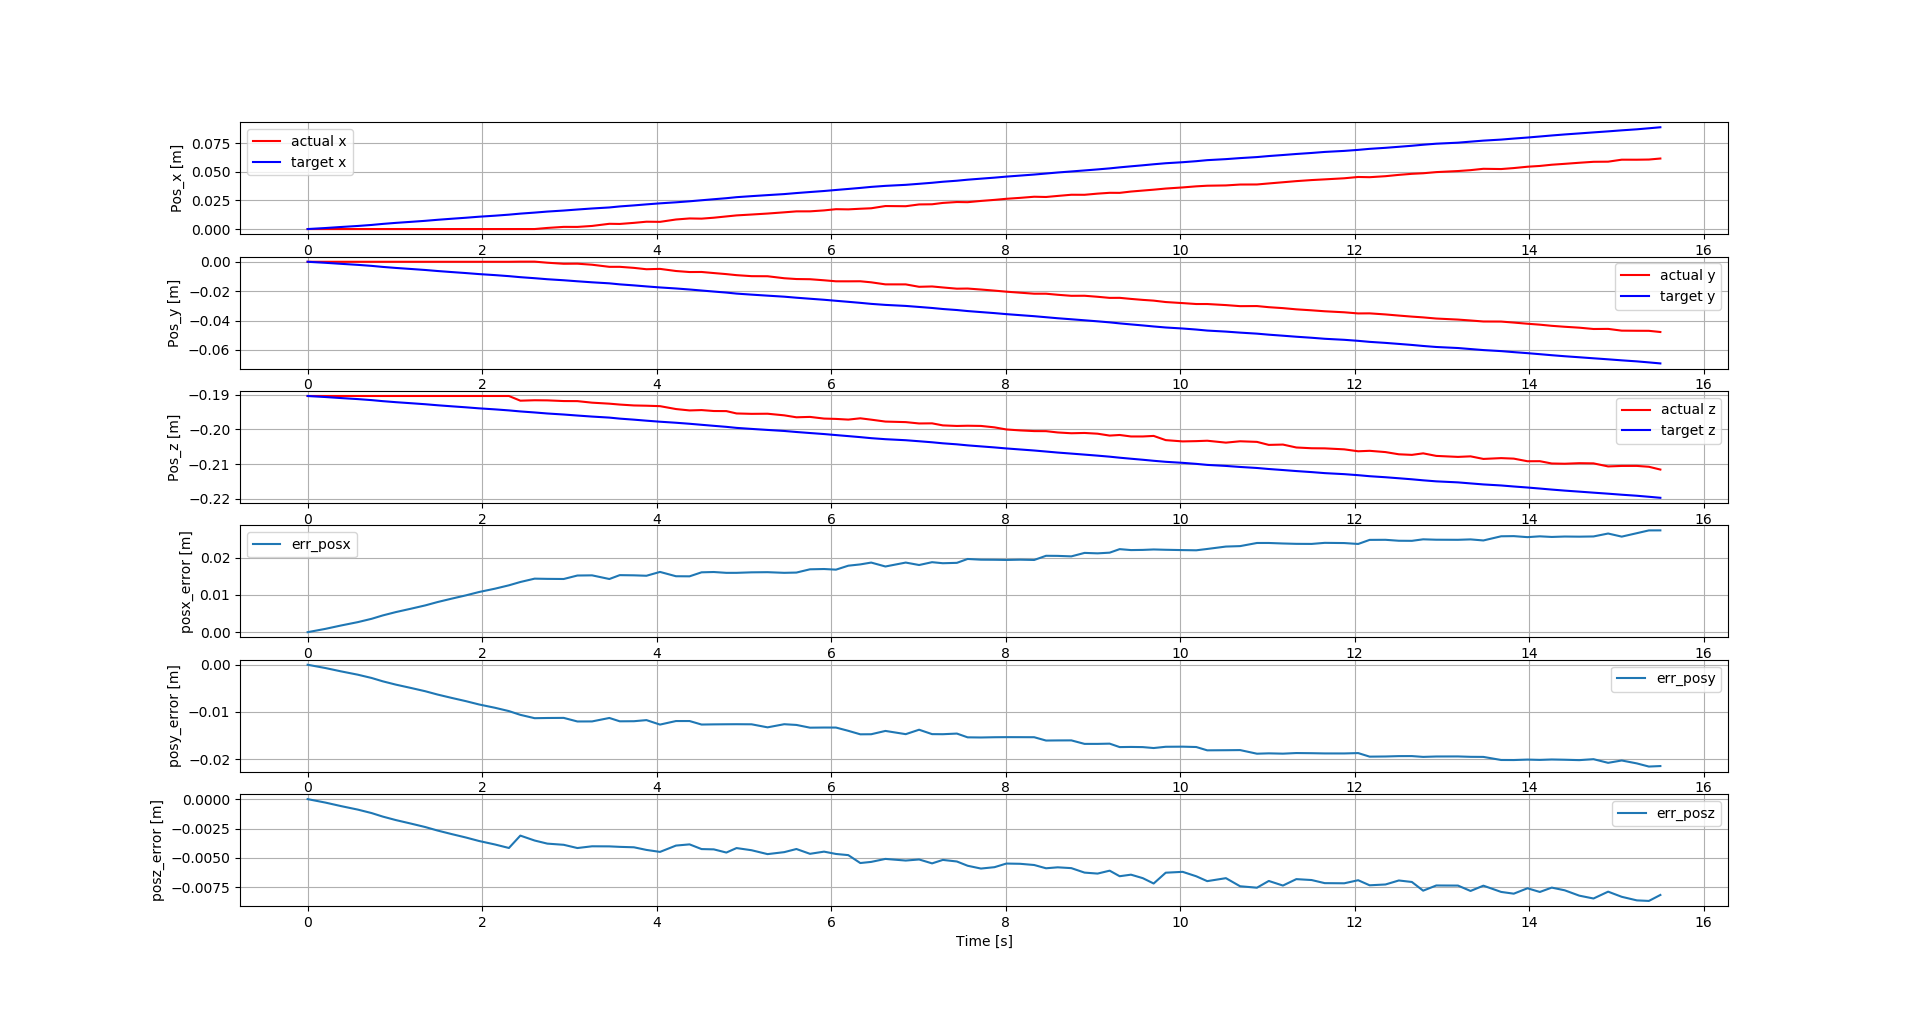 Pos_x [m]
0.075
0.050
0.025
0.000
actual x
target x
0 2 4 6 8 10 12 14 16
Pos_y [m]
0.00
−0.02
−0.04
−0.06
actual y
target y
0 2 4 6 8 10 12 14 16
Pos_z [m]
−0.19
−0.20
−0.21
−0.22
actual z
target z
0 2 4 6 8 10 12 14 16
posx_error [m]
0.02
0.01
0.00
err_posx
0 2 4 6 8 10 12 14 16
posy_error [m]
0.00
−0.01
−0.02
err_posy
0 2 4 6 8 10 12 14 16
posz_error [m]
0.0000
−0.0025
−0.0050
−0.0075
err_posz
0 2 4 6 8 10 12 14 16
Time [s]